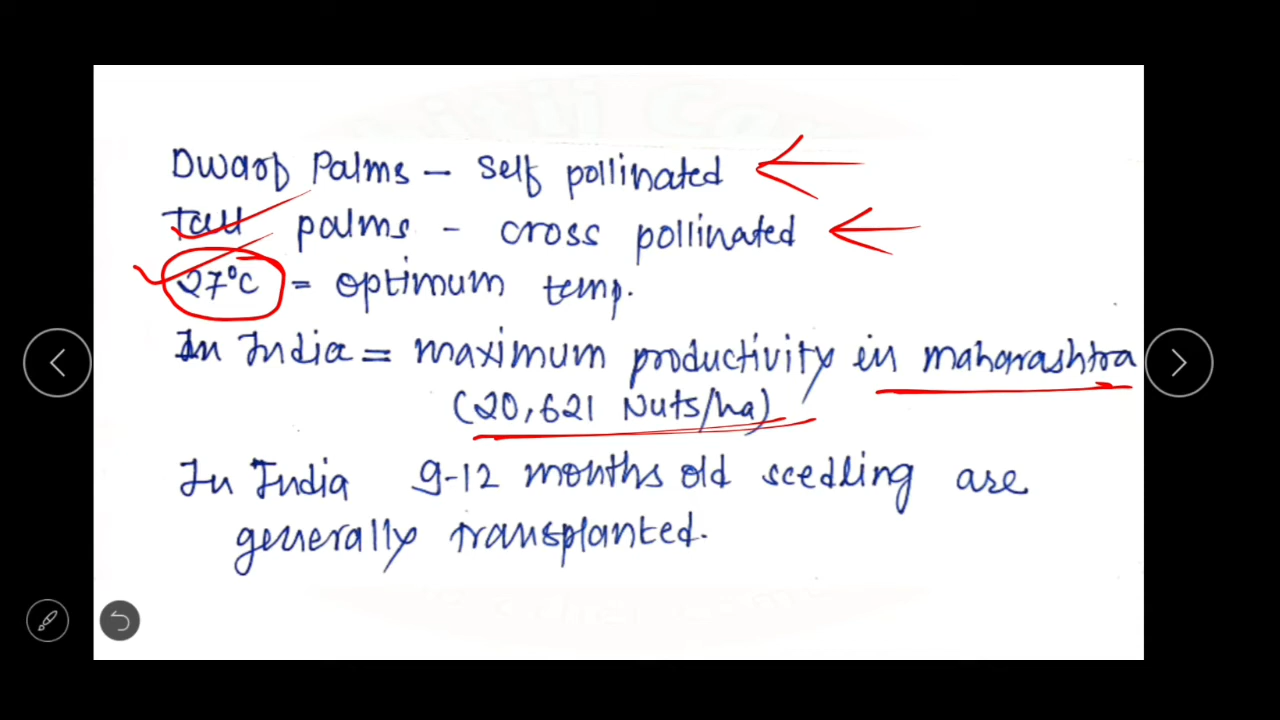 Dwarf Palms - Self pollinated
Tall palms - cross pollinated
27°C = optimum temp.
In India = maximum productivity in maharashtra
(20,621 Nuts/ha)
In India 9-12 months old seedling are
generally transplanted.